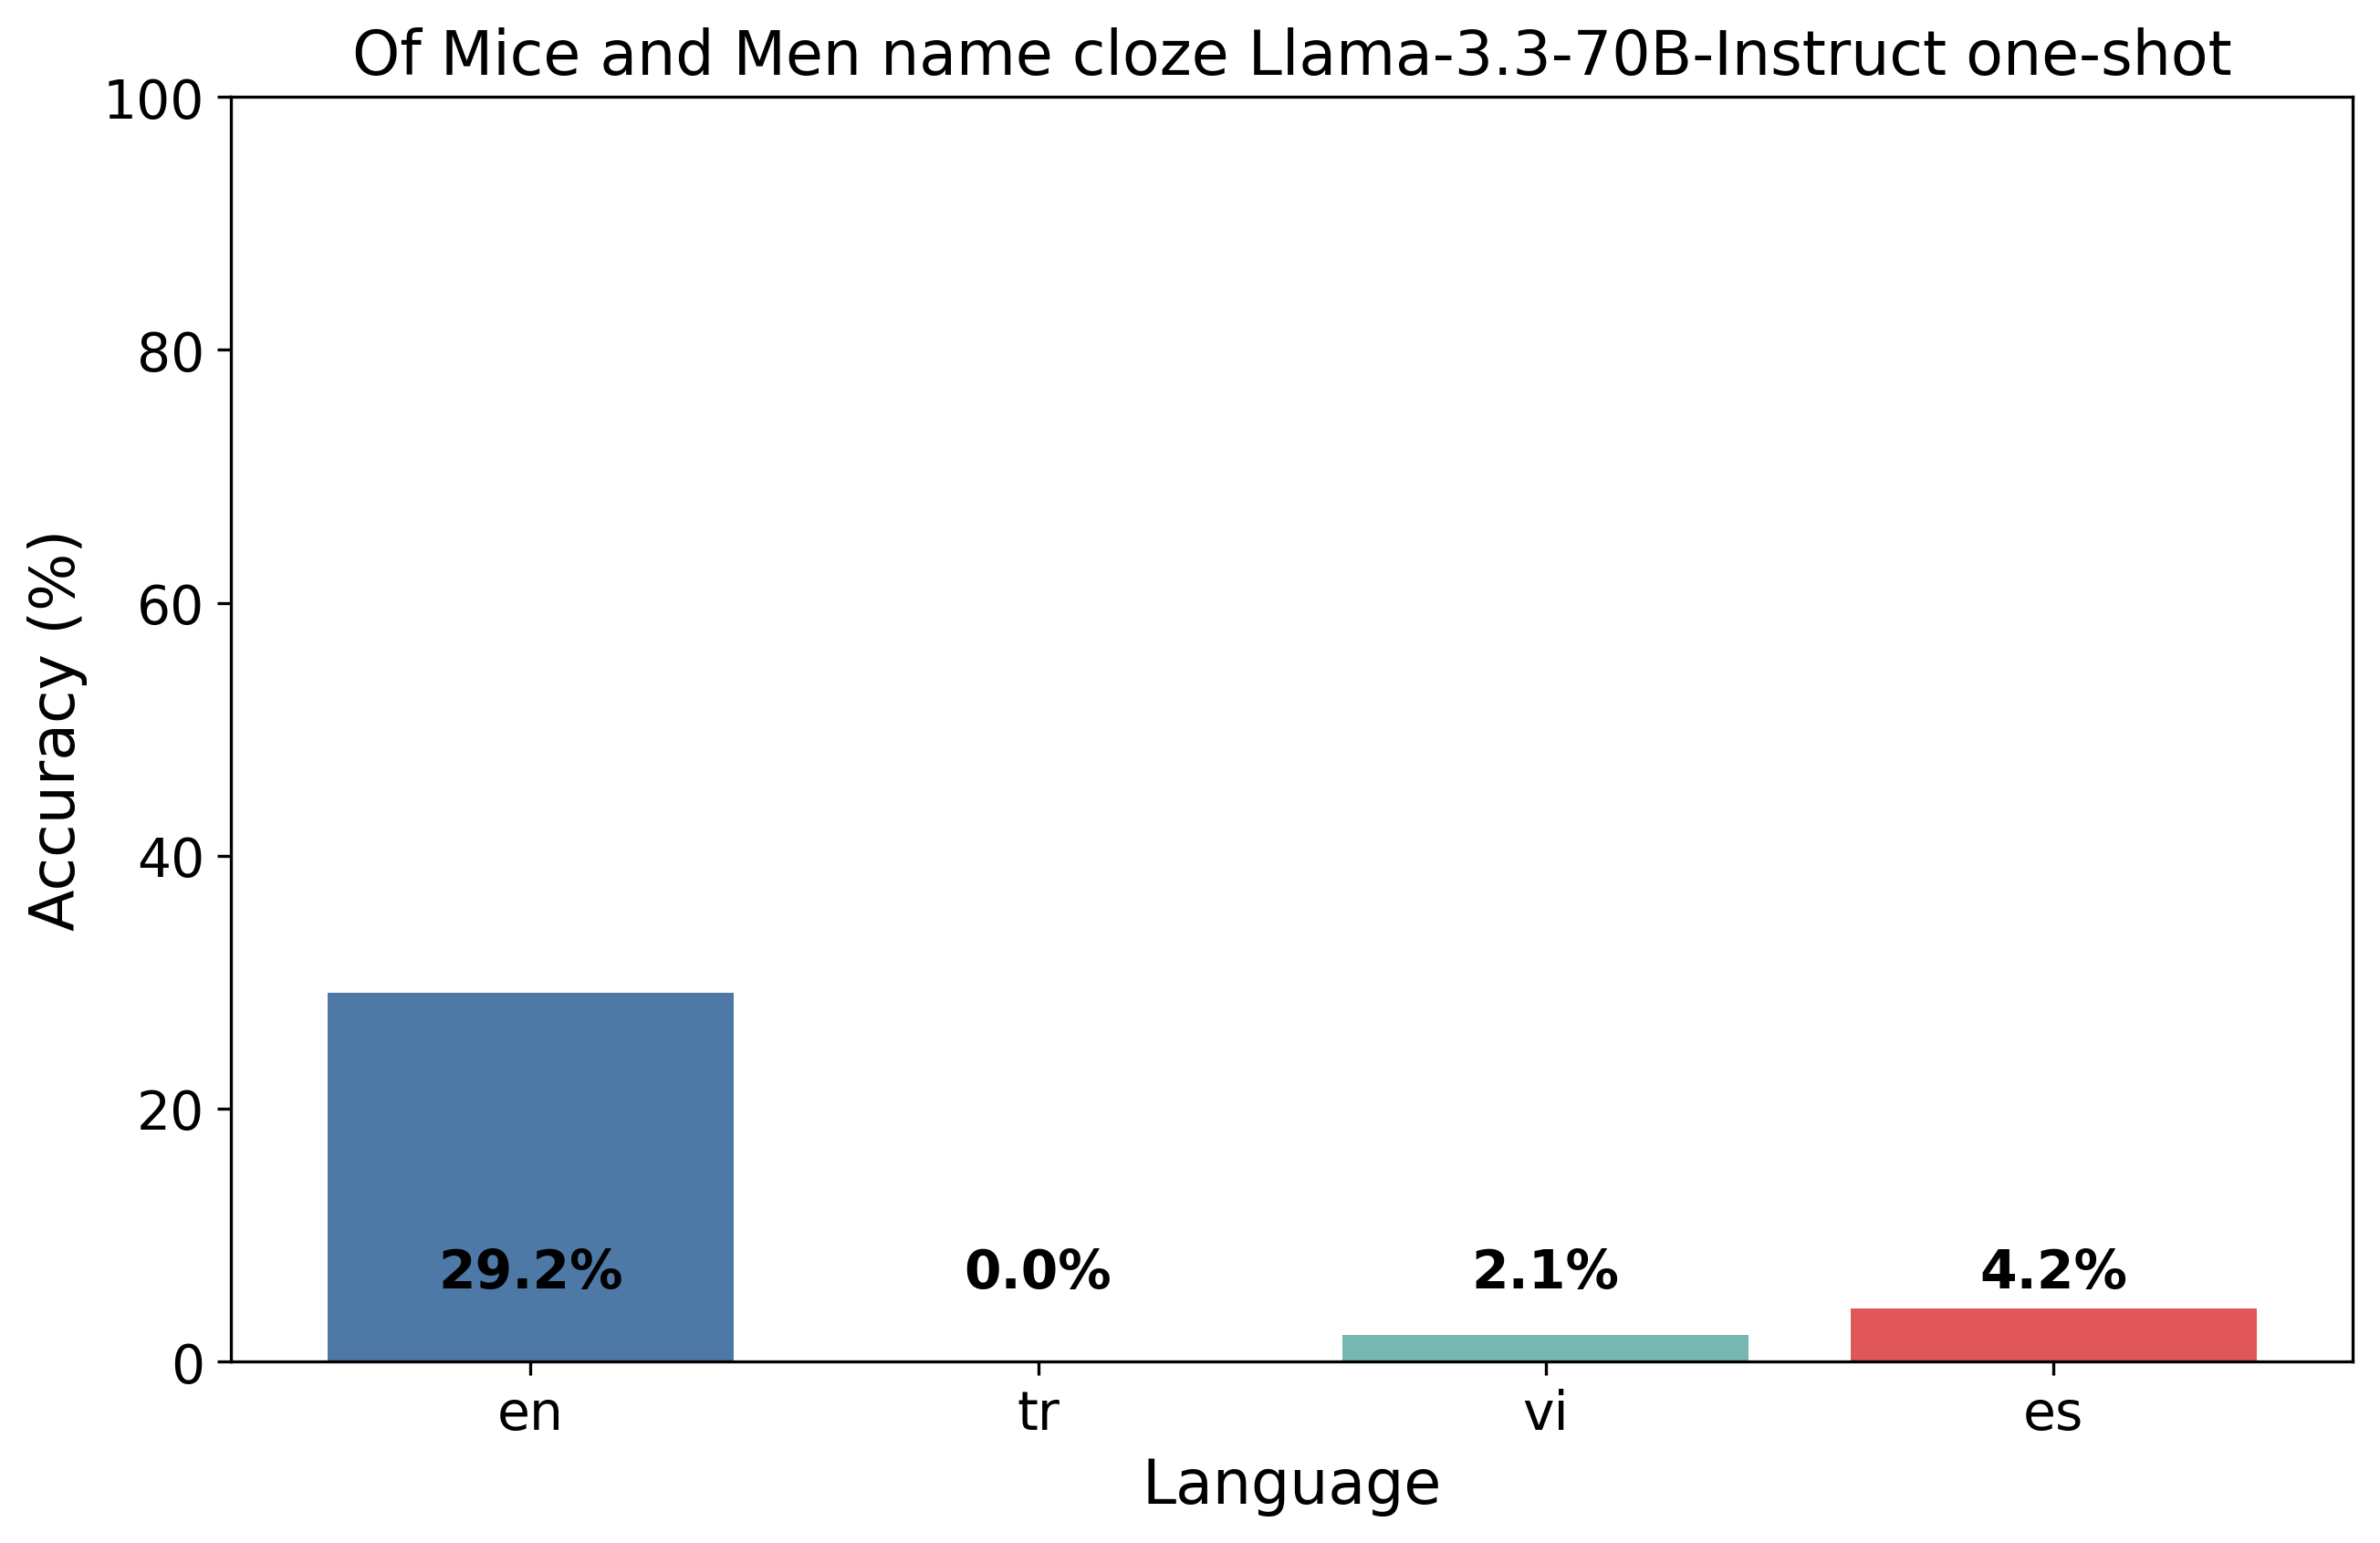 Of Mice and Men name cloze Llama-3.3-70B-Instruct one-shot
100
80
60
40
20
0
Accuracy (%)
29.2%
0.0%
2.1%
4.2%
en
tr
vi
es
Language